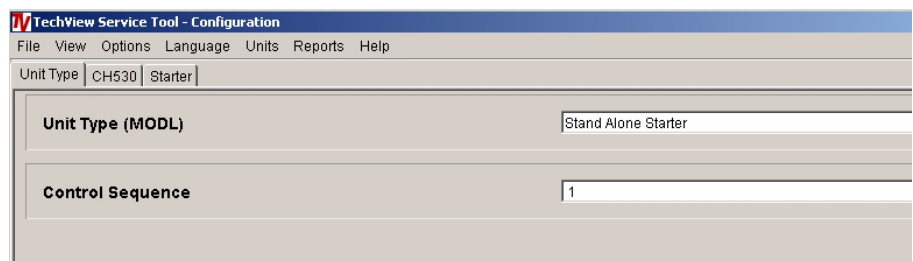 TV TechView Service Tool - Configuration
File View Options Language Units Reports Help
Unit Type CH530 Starter
Unit Type (MODL) Stand Alone Starter
Control Sequence 1